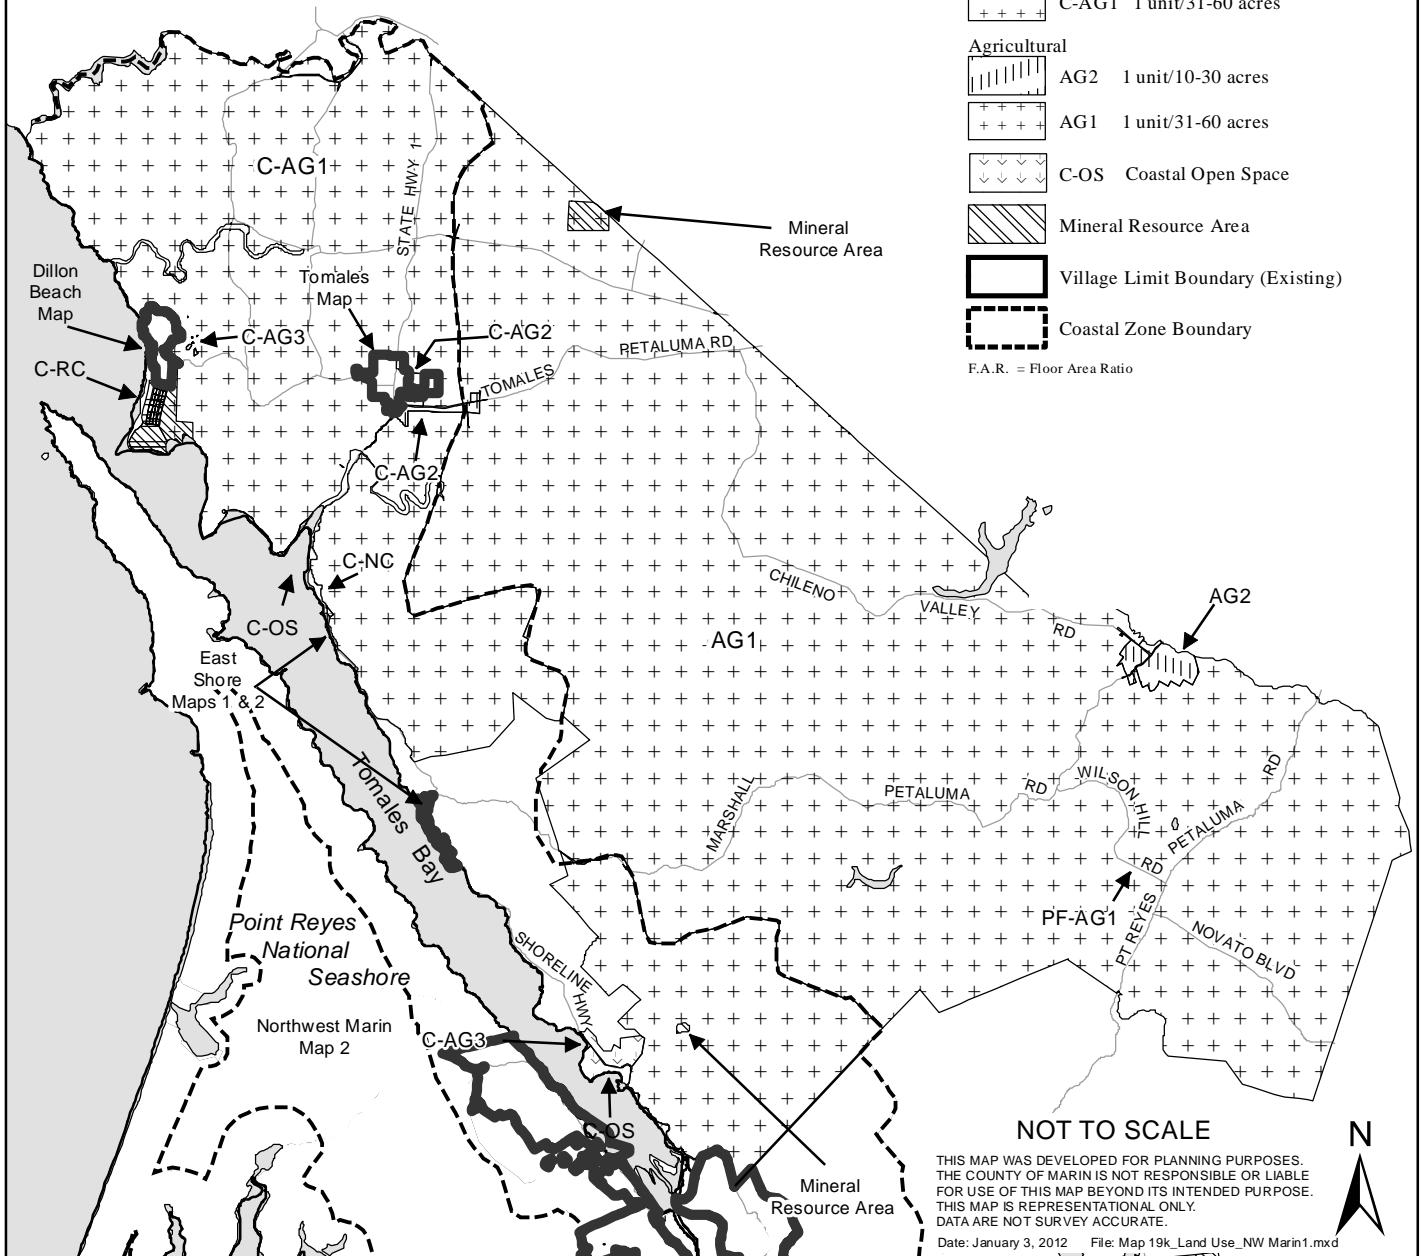 C-AG1 1 unit/31-60 acres
Agricultural
AG2 1 unit/10-30 acres
AG1 1 unit/31-60 acres
C-OS Coastal Open Space
Mineral Resource Area
Village Limit Boundary (Existing)
Coastal Zone Boundary
F.A.R. = Floor Area Ratio
C-AG1
STATE HWY 1
Mineral
Resource Area
Dillon
Beach
Map
Tomales
Map
C-AG3
C-AG2
C-RC
TOMALES
PETALUMA RD
C-AG2
C-NC
C-OS
CHILENO
VALLEY
RD
AG2
AG1
East
Shore
Maps 1 & 2
Tomales
Bay
MARSHALL
PETALUMA
RD
WILSON HILL
RD
PETALUMA
RD
PF-AG1
PT REYES
NOVATO BLVD
Point Reyes
National
Seashore
SHORELINE
HWY
Northwest Marin
Map 2
C-AG3
C-OS
Mineral
Resource Area
NOT TO SCALE
N
THIS MAP WAS DEVELOPED FOR PLANNING PURPOSES.
THE COUNTY OF MARIN IS NOT RESPONSIBLE OR LIABLE
FOR USE OF THIS MAP BEYOND ITS INTENDED PURPOSE.
THIS MAP IS REPRESENTATIONAL ONLY.
DATA ARE NOT SURVEY ACCURATE.
Date: January 3, 2012 File: Map 19k_Land Use_NW Marin1.mxd